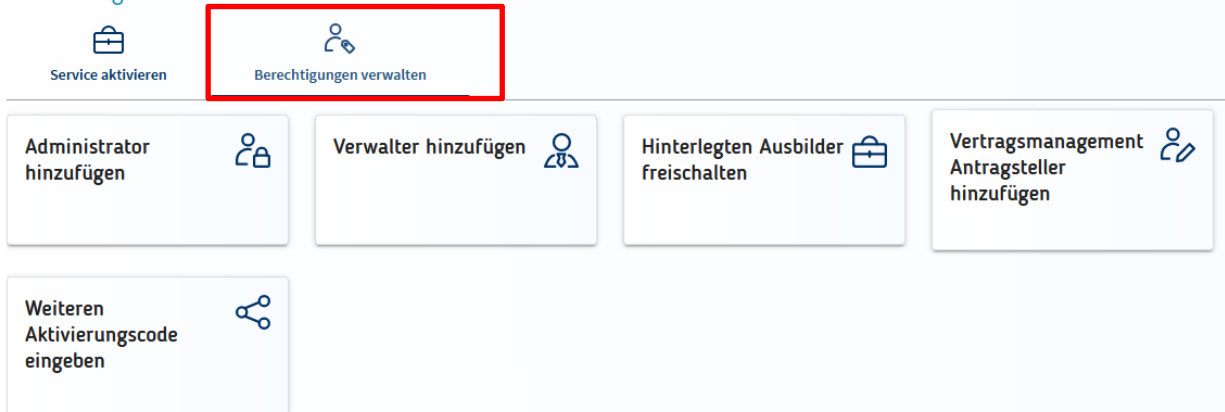 Service aktivieren
Berechtigungen verwalten
Administrator
hinzufügen
Verwalter hinzufügen
Hinterlegten Ausbilder
freischalten
Vertragsmanagement
Antragsteller
hinzufügen
Weiteren
Aktivierungscode
eingeben